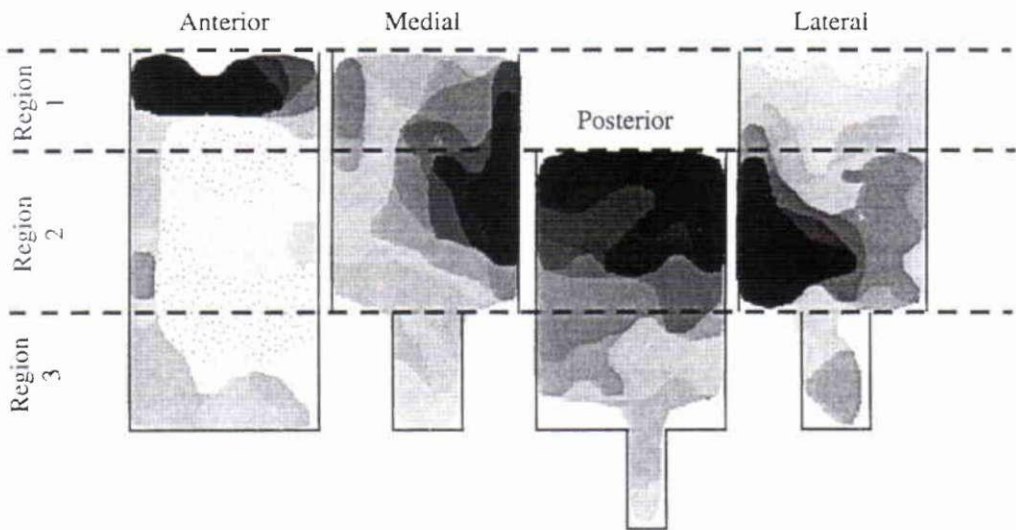 Anterior
Medial
Lateral
Region 1
Posterior
Region 2
Region 3